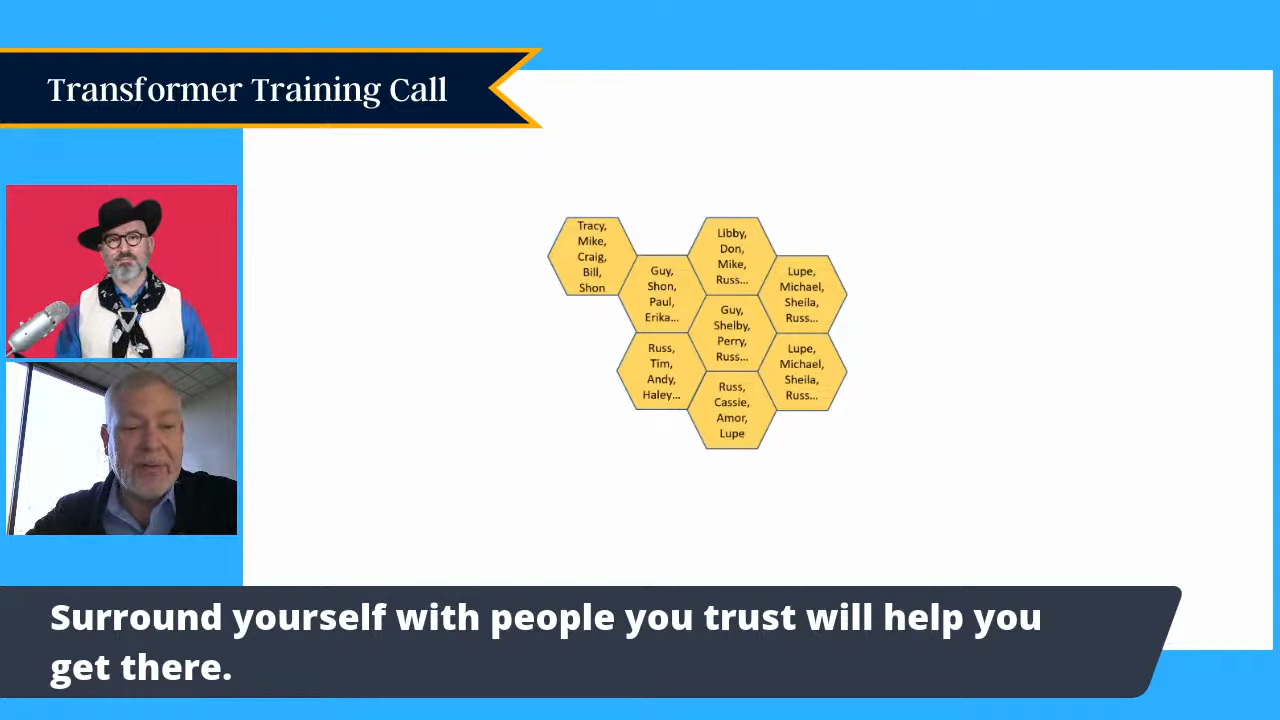 Transformer Training Call
Tracy,
Mike,
Craig,
Bill,
Shon
Guy,
Shon,
Paul,
Erika...
Libby,
Don,
Mike,
Russ...
Lupe,
Michael,
Sheila,
Russ...
Guy,
Shelby,
Perry,
Russ...
Russ,
Tim,
Andy,
Haley...
Lupe,
Michael,
Sheila,
Russ...
Russ,
Cassie,
Amor,
Lupe
Surround yourself with people you trust will help you
get there.